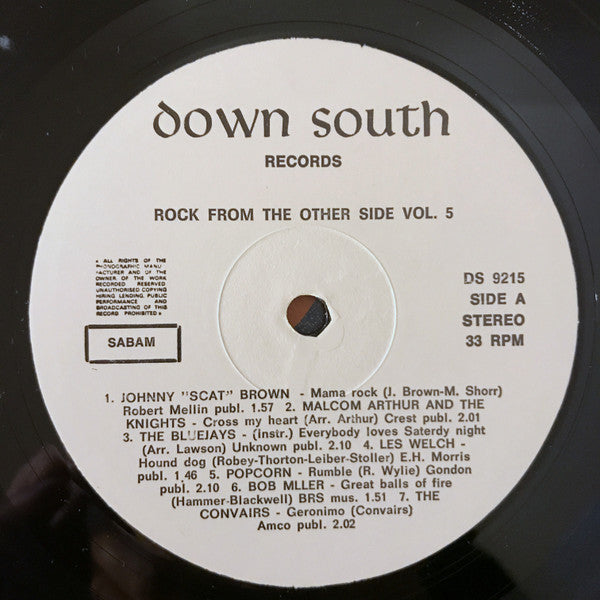 down south
RECORDS
ROCK FROM THE OTHER SIDE VOL. 5
« ALL RIGHTS OF THE
PHONOGRAPHIC MANU-
FACTURER AND OF THE
OWNER OF THE WORK
RECORDED RESERVED
UNAUTHORISED COPYING
HIRING LENDING, PUBLIC
PERFORMANCE AND
BROADCASTING OF THIS
RECORD PROHIBITED »
SABAM
DS 9215
SIDE A
STEREO
33 RPM
1. JOHNNY "SCAT" BROWN - Mama rock (J. Brown-M. Shorr)
Robert Mellin publ. 1.57 2. MALCOM ARTHUR AND THE
KNIGHTS - Cross my heart (Arr. Arthur) Crest publ. 2.01
3. THE BLUEJAYS - (instr.) Everybody loves Saterdy night
(Arr. Lawson) Unknown publ. 2.10 4. LES WELCH -
Hound dog (Robey-Thorton-Leiber-Stoller) E.H. Morris
publ. 1.46 5. POPCORN - Rumble (R. Wylie) Gondon
publ. 2.10 6. BOB MLLER - Great balls of fire
(Hammer-Blackwell) BRS mus. 1.51 7. THE
CONVAIRS - Geronimo (Convairs)
Amco publ. 2.02